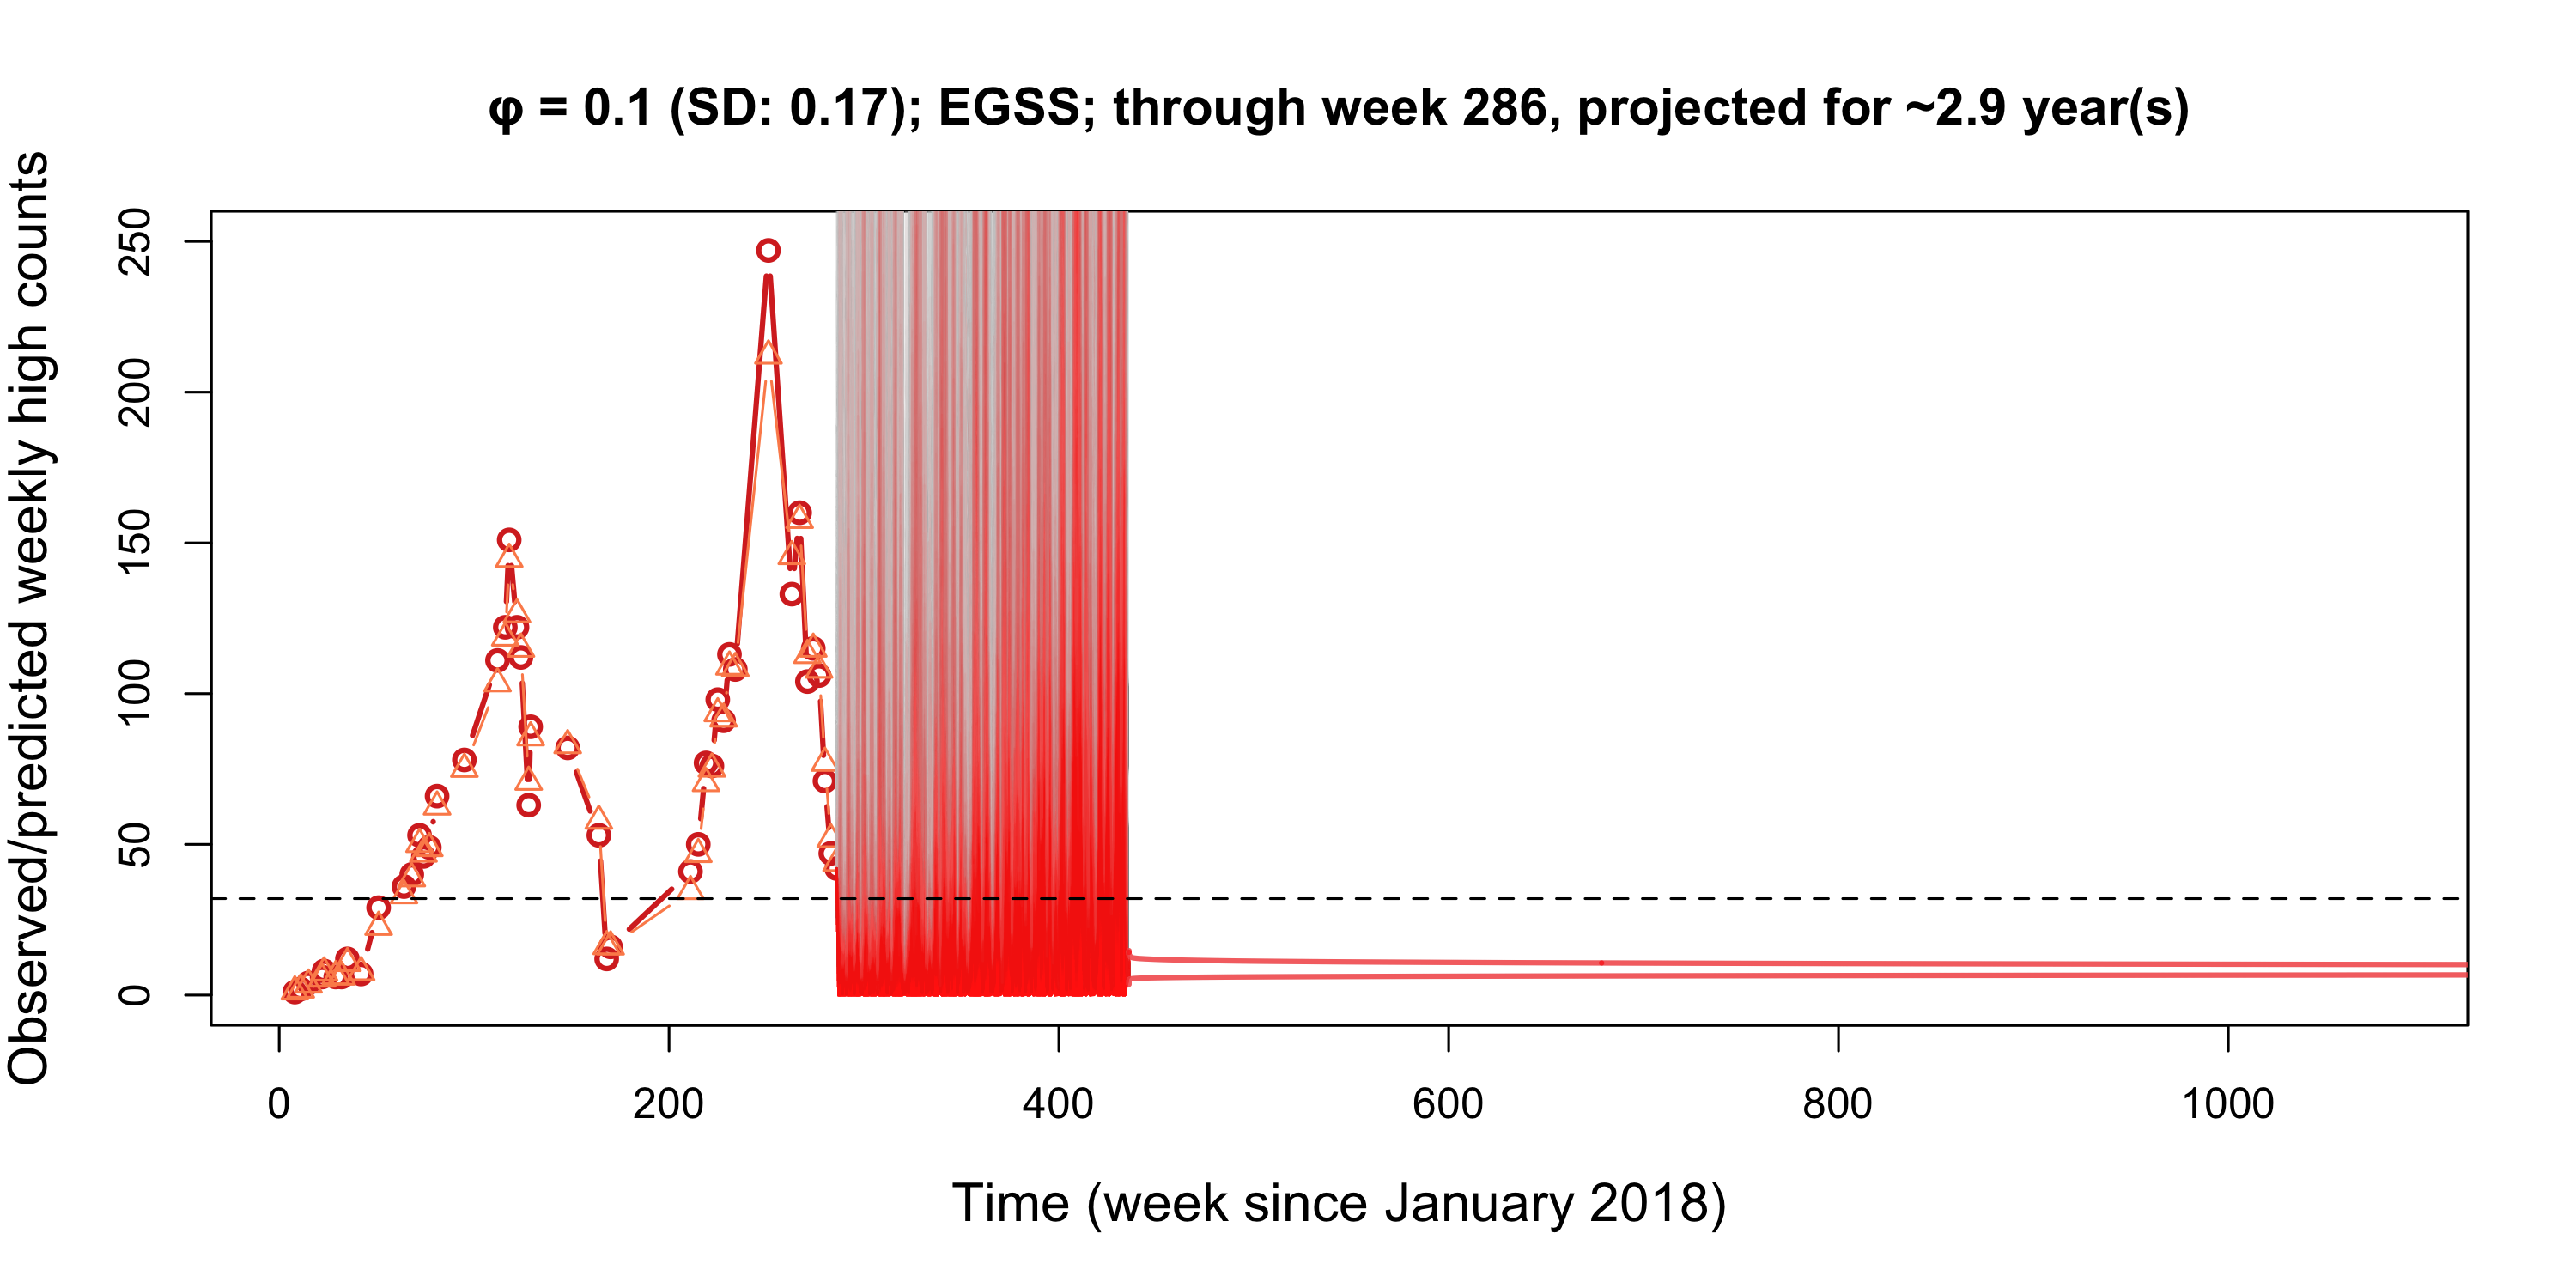 φ = 0.1 (SD: 0.17); EGSS; through week 286, projected for ~2.9 year(s)
Observed/predicted weekly high counts
250
200
150
100
50
0
0 200 400 600 800 1000
Time (week since January 2018)